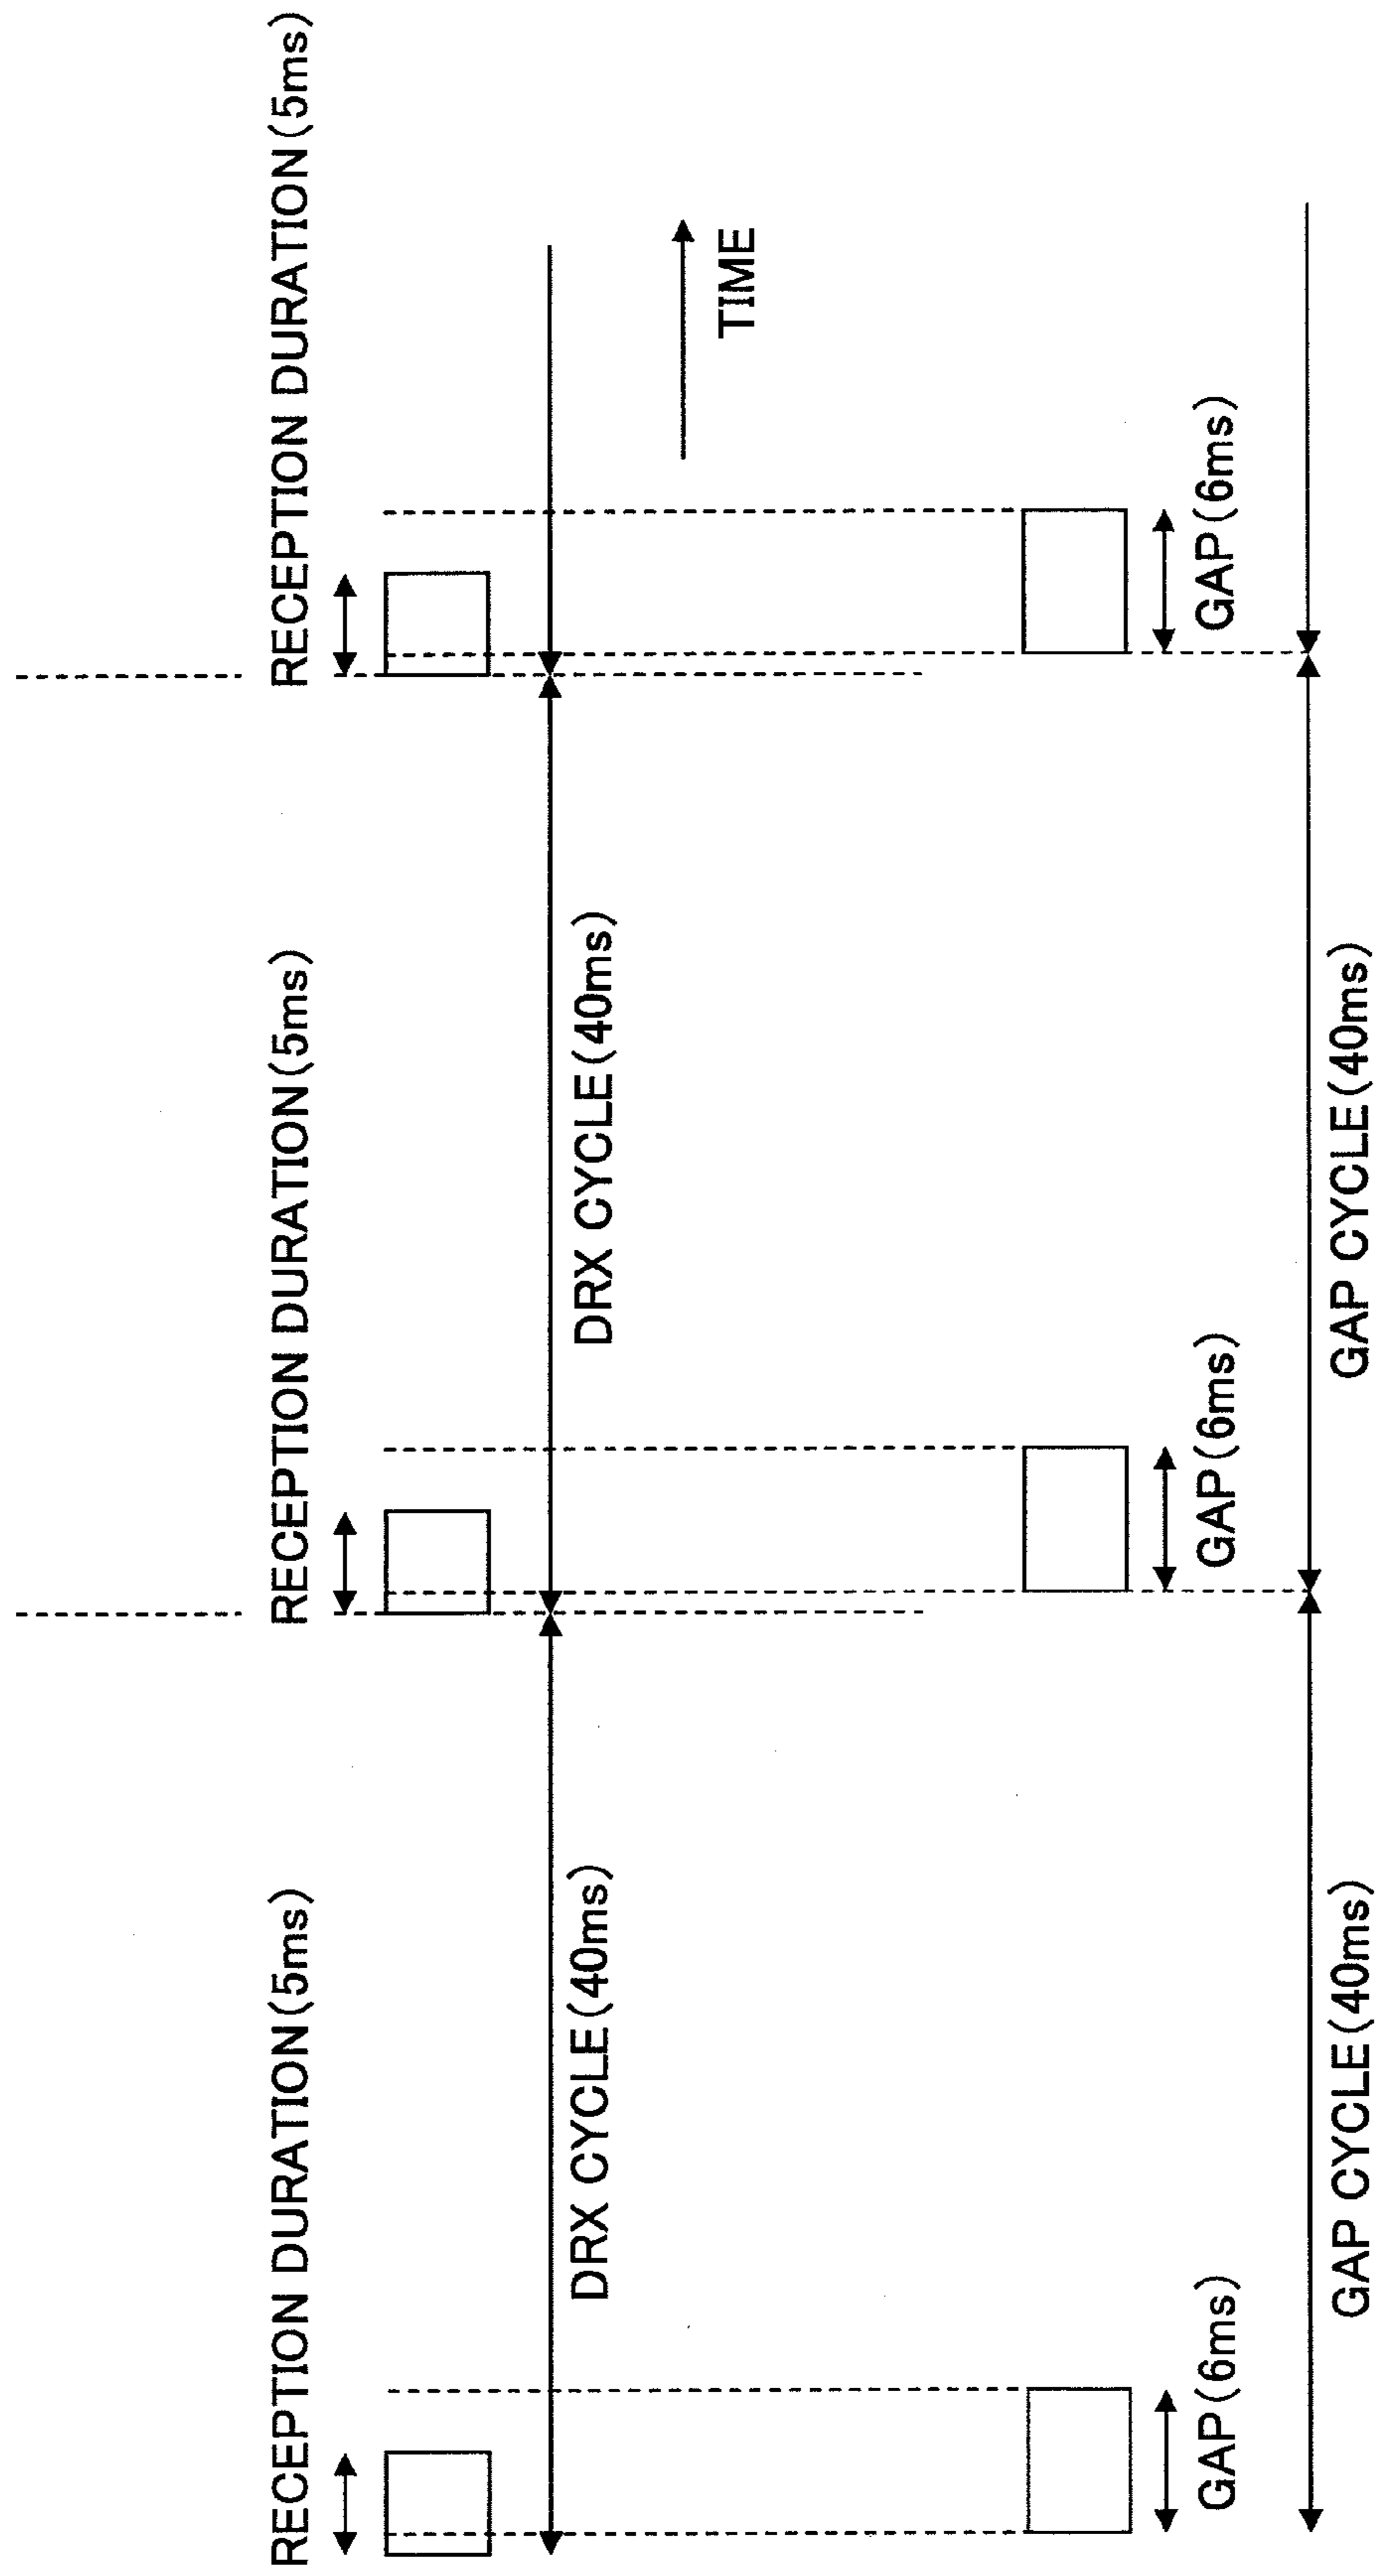 RECEPTION DURATION(5ms)
RECEPTION DURATION(5ms)
RECEPTION DURATION(5ms)
DRX CYCLE(40ms)
DRX CYCLE(40ms)
TIME
GAP(6ms)
GAP(6ms)
GAP(6ms)
GAP CYCLE(40ms)
GAP CYCLE(40ms)